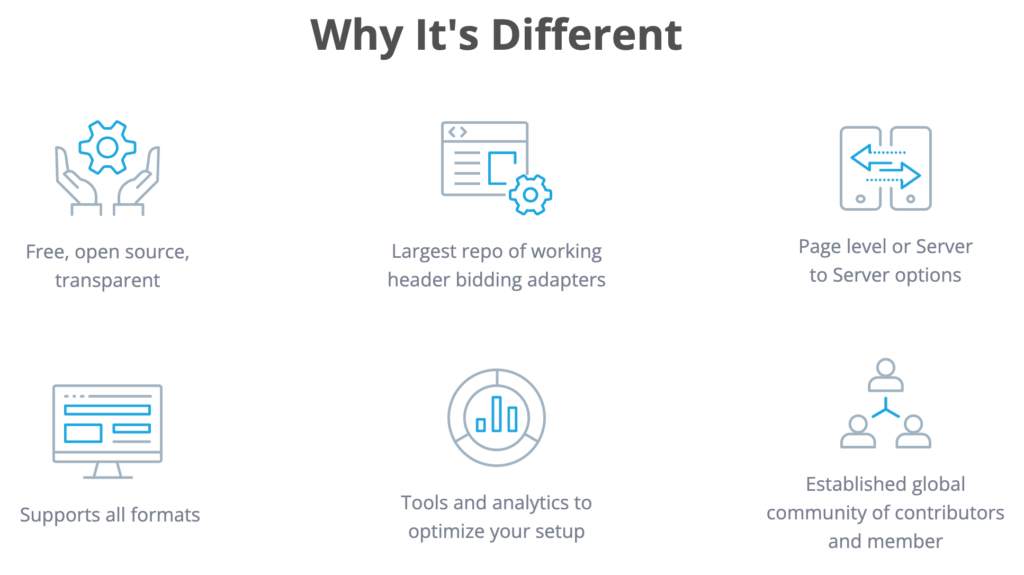 Why It's Different
Free, open source,
transparent
Largest repo of working
header bidding adapters
Page level or Server
to Server options
Supports all formats
Tools and analytics to
optimize your setup
Established global
community of contributors
and member